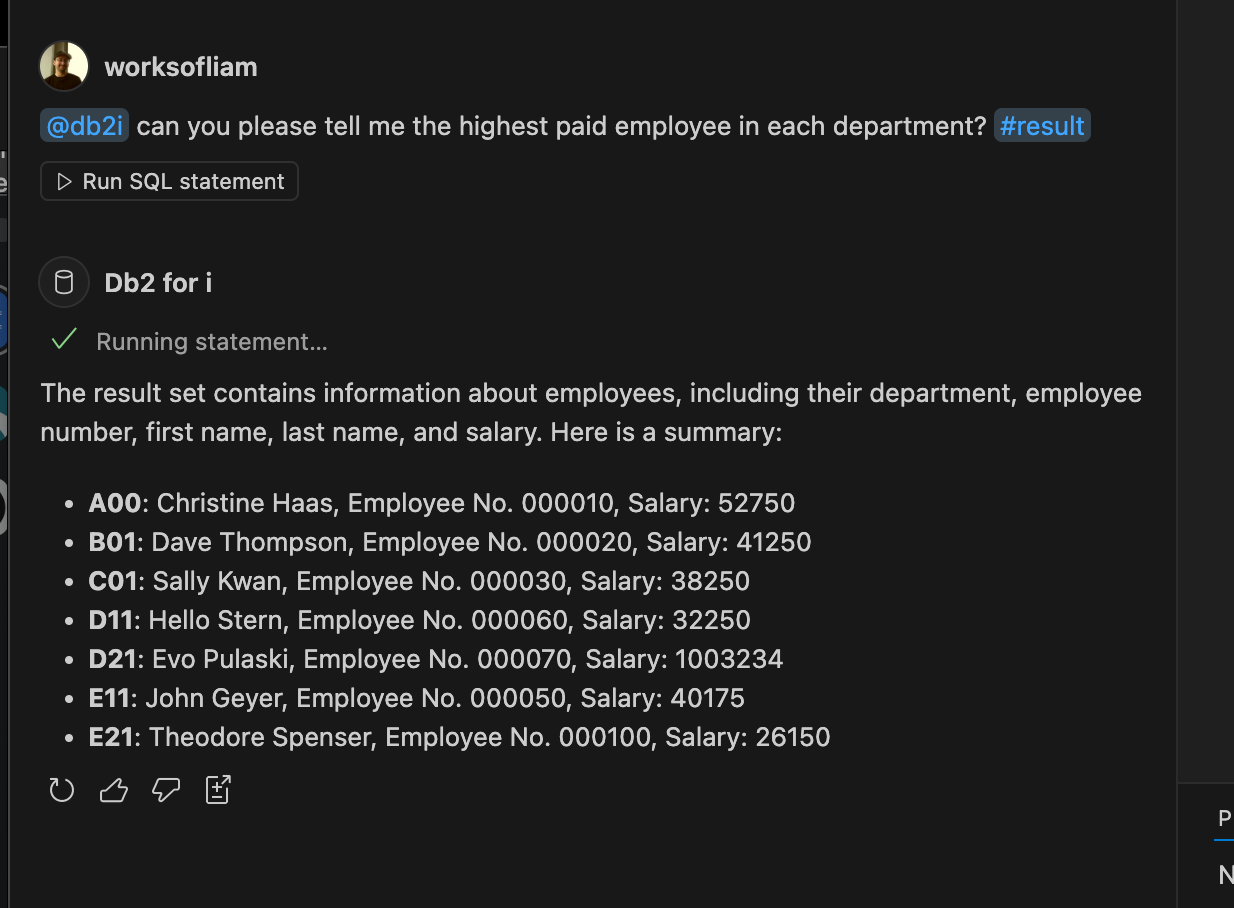 worksofliam
@db2i can you please tell me the highest paid employee in each department? #result
Run SQL statement
Db2 for i
Running statement...
The result set contains information about employees, including their department, employee
number, first name, last name, and salary. Here is a summary:
• A00: Christine Haas, Employee No. 000010, Salary: 52750
• B01: Dave Thompson, Employee No. 000020, Salary: 41250
• C01: Sally Kwan, Employee No. 000030, Salary: 38250
• D11: Hello Stern, Employee No. 000060, Salary: 32250
• D21: Evo Pulaski, Employee No. 000070, Salary: 1003234
• E11: John Geyer, Employee No. 000050, Salary: 40175
• E21: Theodore Spenser, Employee No. 000100, Salary: 26150